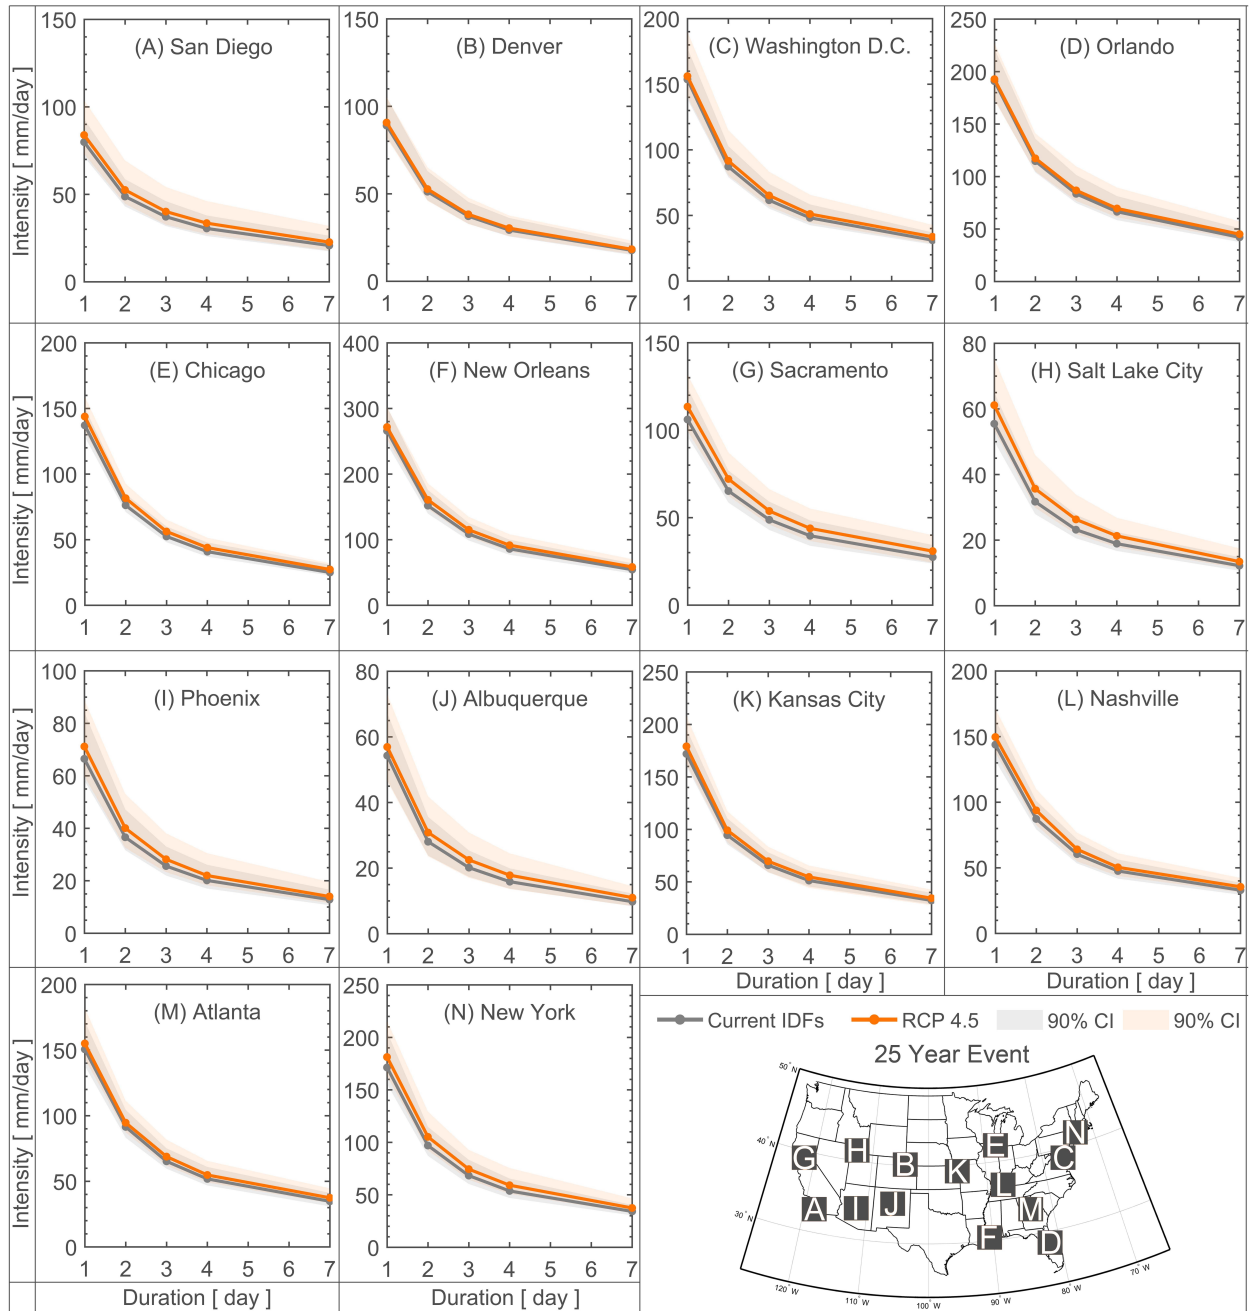 (A) San Diego
Intensity [ mm/day ]
150
100
50
0
1 2 3 4 5 6 7
(B) Denver
150
100
50
0
1 2 3 4 5 6 7
(C) Washington D.C.
200
150
100
50
0
1 2 3 4 5 6 7
(D) Orlando
250
200
150
100
50
0
1 2 3 4 5 6 7
(E) Chicago
Intensity [ mm/day ]
200
150
100
50
0
1 2 3 4 5 6 7
(F) New Orleans
400
300
200
100
0
1 2 3 4 5 6 7
(G) Sacramento
150
100
50
0
1 2 3 4 5 6 7
(H) Salt Lake City
80
60
40
20
0
1 2 3 4 5 6 7
(I) Phoenix
Intensity [ mm/day ]
100
80
60
40
20
0
1 2 3 4 5 6 7
(J) Albuquerque
80
60
40
20
0
1 2 3 4 5 6 7
(K) Kansas City
250
200
150
100
50
0
1 2 3 4 5 6 7
Duration [ day ]
(L) Nashville
200
150
100
50
0
1 2 3 4 5 6 7
Duration [ day ]
(M) Atlanta
Intensity [ mm/day ]
200
150
100
50
0
1 2 3 4 5 6 7
Duration [ day ]
(N) New York
250
200
150
100
50
0
1 2 3 4 5 6 7
Duration [ day ]
Current IDFs RCP 4.5 90% CI 90% CI
25 Year Event
50° N
40° N
30° N
120° W
110° W
100° W
90° W
80° W
70° W
G
H
B
K
E
N
C
L
A
I
J
M
F
D